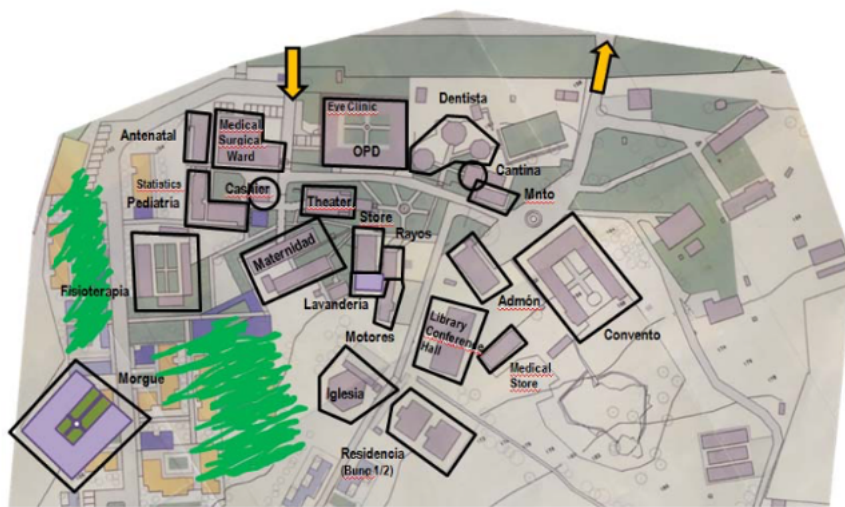 Eye Clinic
OPD
Dentista
Antenatal
Medical
Surgical
Ward
Cantina
Mnto
Statistics
Pediatria
Cashier
Theater
Store
Rayos
Maternidad
Fisioterapia
Lavanderia
Motores
Admón
Convento
Library
Conference
Hall
Medical
Store
Morgue
Iglesia
Residencia
(Bung 1/2)